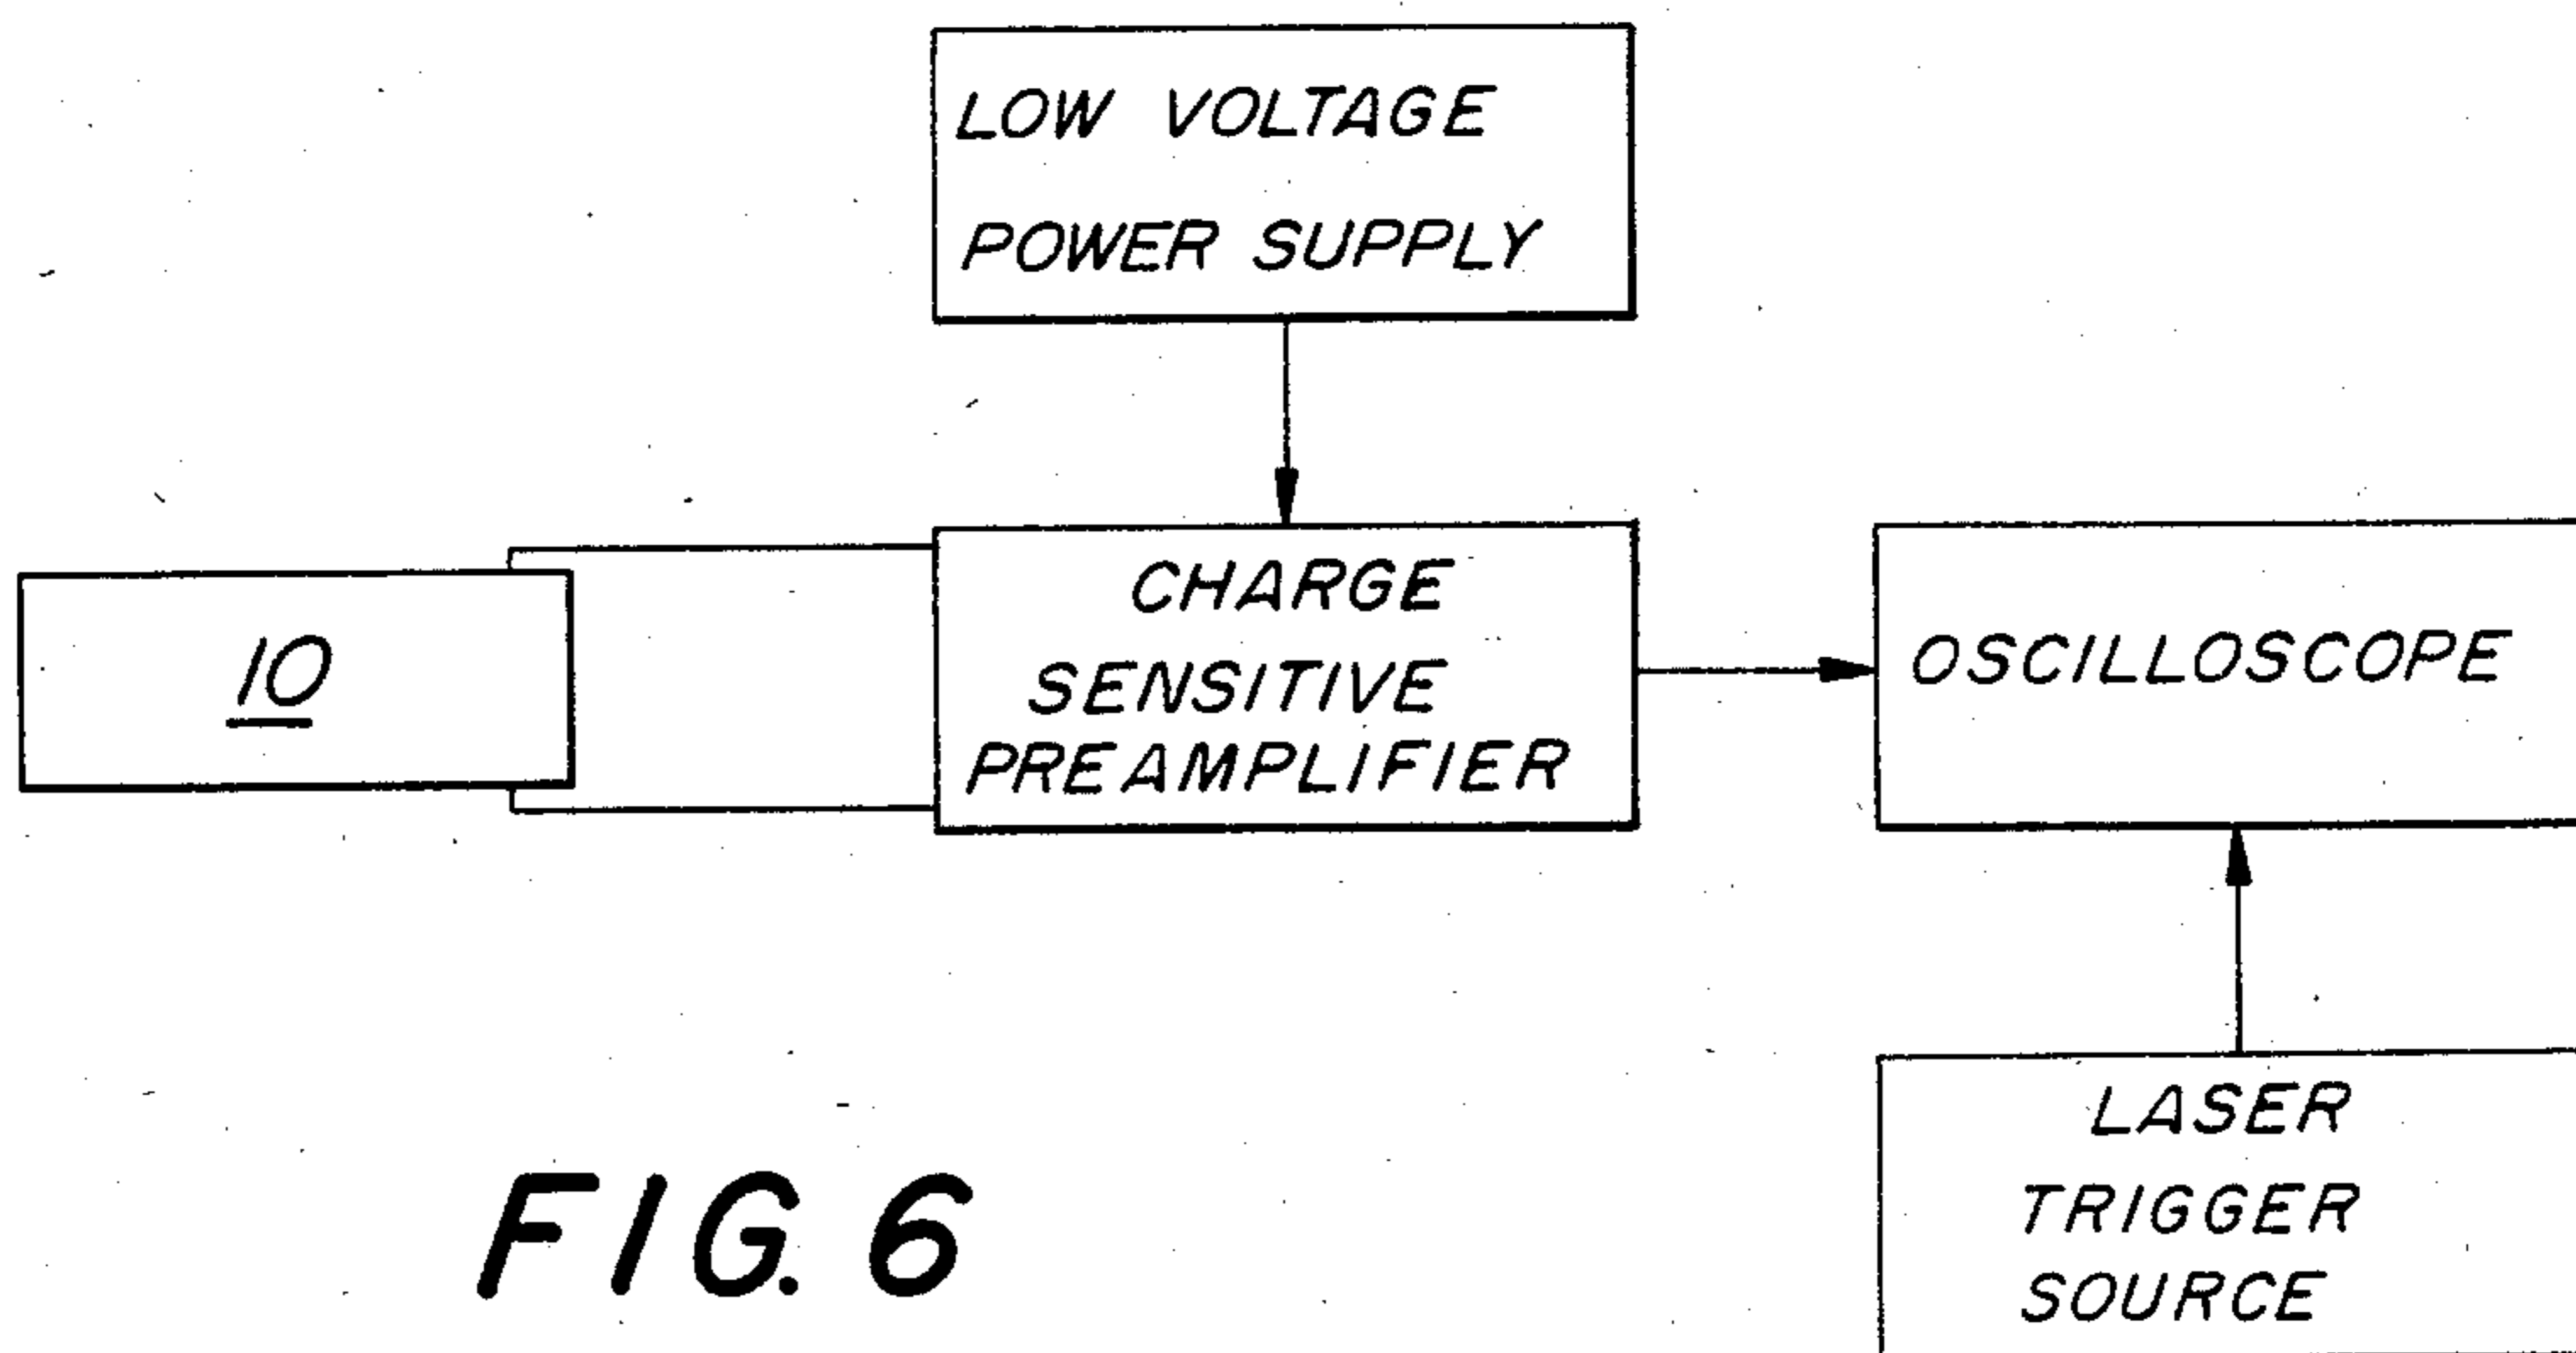 LOW VOLTAGE
POWER SUPPLY
10
CHARGE
SENSITIVE
PREAMPLIFIER
OSCILLOSCOPE
LASER
TRIGGER
SOURCE
FIG. 6